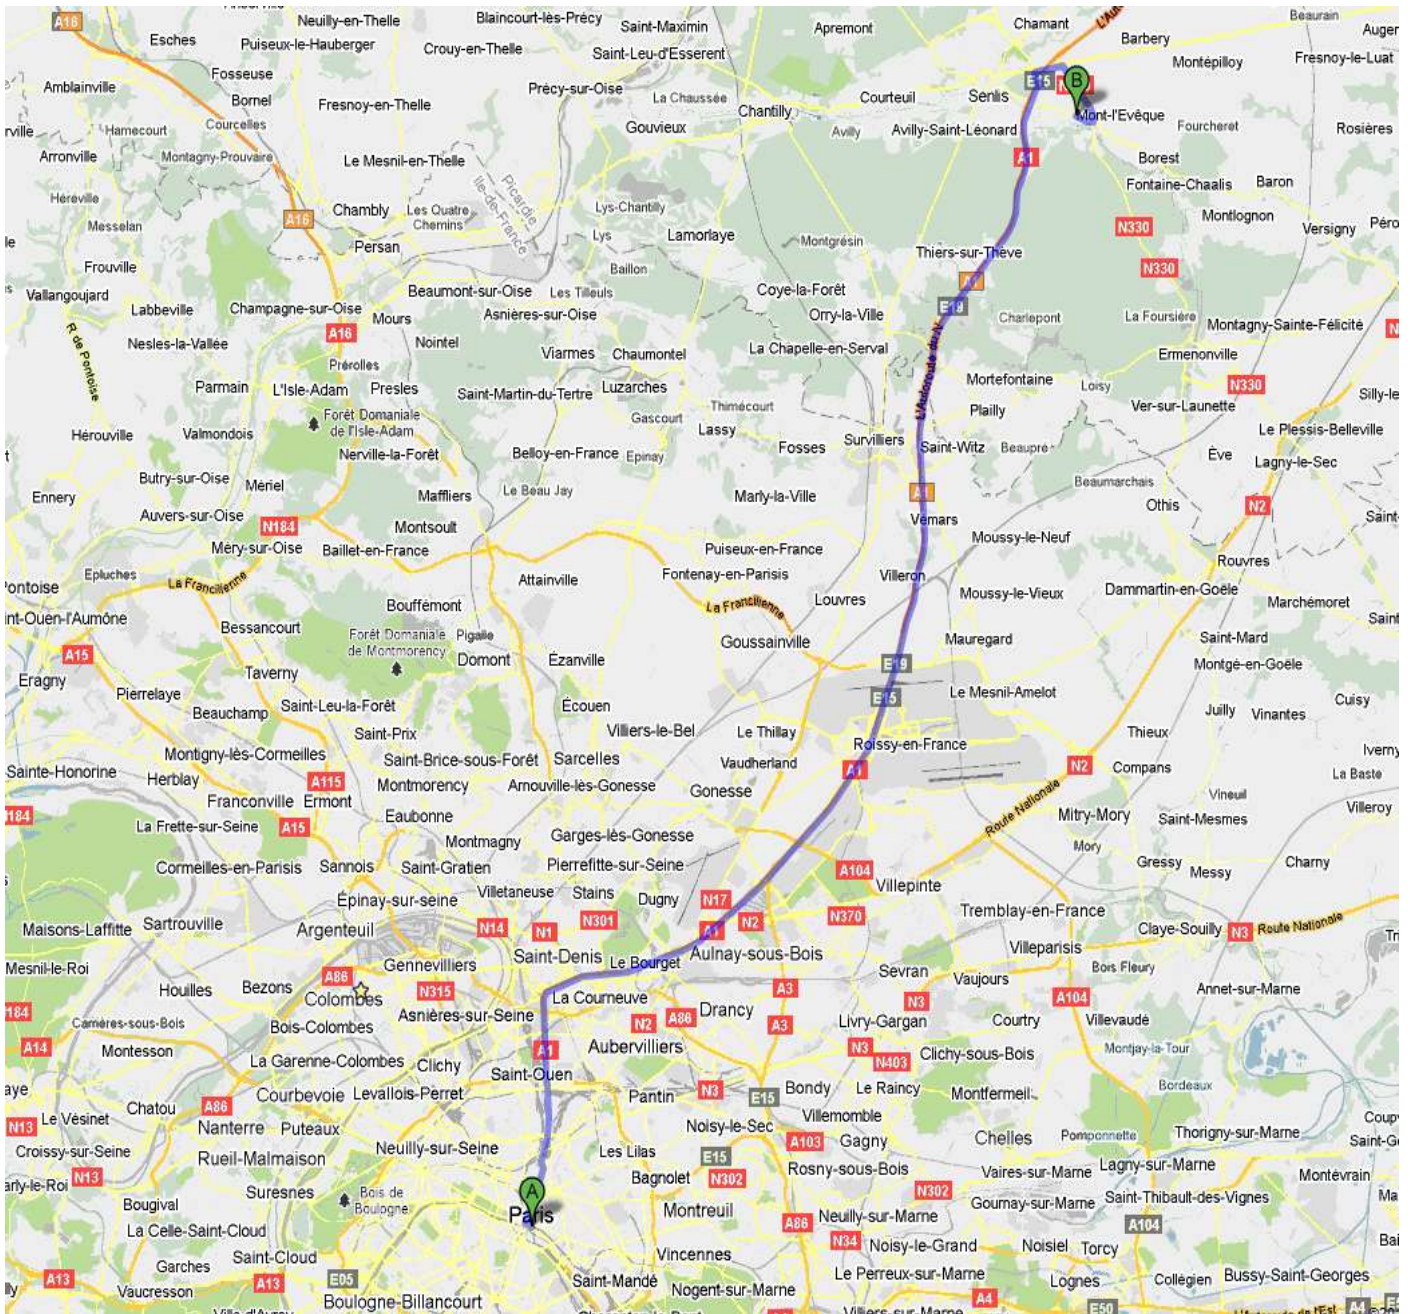 A16
Esches
Neuilly-en-Thelle
Puiseux-le-Hauberger
Blaincourt-lès-Précy
Crouy-en-Thelle
Saint-Maximin
Saint-Leu-d'Esserent
Apremont
Chamant
Barbery
Beaurain
Montépilloy
Fresnoy-le-Luat
Fosseuse
Amblainville
Bornel
Fresnoy-en-Thelle
Précy-sur-Oise
La Chaussée
Chantilly
Courteuil
Senlis
E15
B
Mont-l'Evêque
Hamecourt
Courcelles
Gouvieux
Avilly
Avilly-Saint-Léonard
Fourcheret
Rosières
Arronville
Montagny-Prouvaire
Le Mesnil-en-Thelle
A1
Borest
Picardie
Ile-de-France
Fontaine-Chaalis
Baron
Héreville
Messelan
A16
Chambly
Les Quatre
Chemins
Lys-Chantilly
Lys
Lamorlaye
Montgrésin
N330
Montlognon
Versigny
Persan
Thiers-sur-Thève
Frouville
Vallangoujard
Baillon
N330
Labbeville
Champagne-sur-Oise
Beaumont-sur-Oise
Les Tilleuls
Coye-la-Forêt
E19
R de Pontoise
Mours
Asnières-sur-Oise
Orry-la-Ville
Charlepont
La Foursière
Montagny-Sainte-Félicité
Nesles-la-Vallée
A16
Nointel
Viarmes
Chaumontel
La Chapelle-en-Serval
Ermenonville
Prérolles
Parmain
L'Isle-Adam
Presles
Saint-Martin-du-Tertre
Luzarches
Mortefontaine
Loisy
N330
Forêt Domaniale
de l'Isle-Adam
Gascourt
Thimécourt
Plailly
Ver-sur-Launette
Hérouville
Valmondois
Lassy
Nerville-la-Forêt
Belloy-en-France
Epinay
Fosses
Survilliers
Saint-Witz
Beaupré
Ève
Le Plessis-Belleville
Lagny-le-Sec
Butry-sur-Oise
Mériel
Ennery
Maffliers
Le Beau Jay
Marly-la-Ville
A1
Beaumarchais
Othis
N2
Auvers-sur-Oise
N184
Montsoult
Vémars
Méry-sur-Oise
Baillet-en-France
Puiseux-en-France
Moussy-le-Neuf
Rouvres
Epluches
La Francilienne
Attainville
Fontenay-en-Parisis
Villeron
Dammartin-en-Goële
Bouffémont
La Francilienne
Louvres
Moussy-le-Vieux
Marchémoret
Bessancourt
Forêt Domaniale
de Montmorency
Pigalle
Goussainville
Mauregard
Saint-Mard
A15
Eragny
Taverny
Domont
Ézanville
E19
Montgé-en-Goële
Pierrelaye
Beauchamp
Saint-Leu-la-Forêt
Écouen
E15
Le Mesnil-Amelot
Juilly
Vinantes
Cuisy
Saint-Prix
Villiers-le-Bel
Le Thillay
Thieux
Montigny-lès-Cormeilles
Saint-Brice-sous-Forêt
Sarcelles
Roissy-en-France
Sainte-Honorine
Herblay
A115
Montmorency
Arnouville-lès-Gonesse
Vaudherland
A1
N2
Compans
La Baste
Franconville
Ermont
Gonesse
Vineuil
Villeroy
La Frette-sur-Seine
A15
Eaubonne
Garges-lès-Gonesse
Route Nationale
Mitry-Mory
Saint-Mesmes
Montmagny
Mory
Cormeilles-en-Parisis
Sannois
Saint-Gratien
Pierrefitte-sur-Seine
A104
Gressy
Messy
Charny
Villetaneuse
Stains
Dugny
N17
Villepinte
Épinay-sur-seine
Maisons-Laffitte
Sartrouville
Argenteuil
N14
N1
N301
A1
N2
N370
Tremblay-en-France
Claye-Souilly
N3
Route Nationale
Saint-Denis
Le Bourget
Aulnay-sous-Bois
Villeparisis
Mesnil-le-Roi
A86
Gennevilliers
Sevran
Vaujours
Bois Fleury
Houilles
Bezons
Colombes
N315
La Courneuve
A3
N3
A104
Annet-sur-Marne
Asnières-sur-Seine
Drancy
Carrières-sous-Bois
Bois-Colombes
N2
A86
A3
Livry-Gargan
Courtry
Villevaudé
A14
Montesson
La Garenne-Colombes
Clichy
A1
Aubervilliers
N3
N403
Clichy-sous-Bois
Montjay-la-Tour
Saint-Ouen
Courbevoie
Levallois-Perret
Pantin
N3
E15
Bondy
Le Raincy
Montfermeil
Bordeaux
Le Vésinet
Chatou
A86
N13
Nanterre
Puteaux
Noisy-le-Sec
Villemomble
Croissy-sur-Seine
Neuilly-sur-Seine
Les Lilas
A103
Gagny
Chelles
Pomponnette
Thorigny-sur-Marne
Rueil-Malmaison
E15
Rosny-sous-Bois
Vaires-sur-Marne
Lagny-sur-Marne
N13
Suresnes
Bois de
Boulogne
A
Bagnolet
N302
N302
Montévrain
Bougival
Paris
Montreuil
Gournay-sur-Marne
Saint-Thibault-des-Vignes
La Celle-Saint-Cloud
A86
Neuilly-sur-Marne
A104
Saint-Cloud
Vincennes
N34
Noisy-le-Grand
Noisiel
Torcy
Garches
A13
Vaucresson
A13
E05
Saint-Mandé
Le Perreux-sur-Marne
Lognes
Collégien
Bussy-Saint-Georges
Boulogne-Billancourt
Nogent-sur-Marne
A4
E50